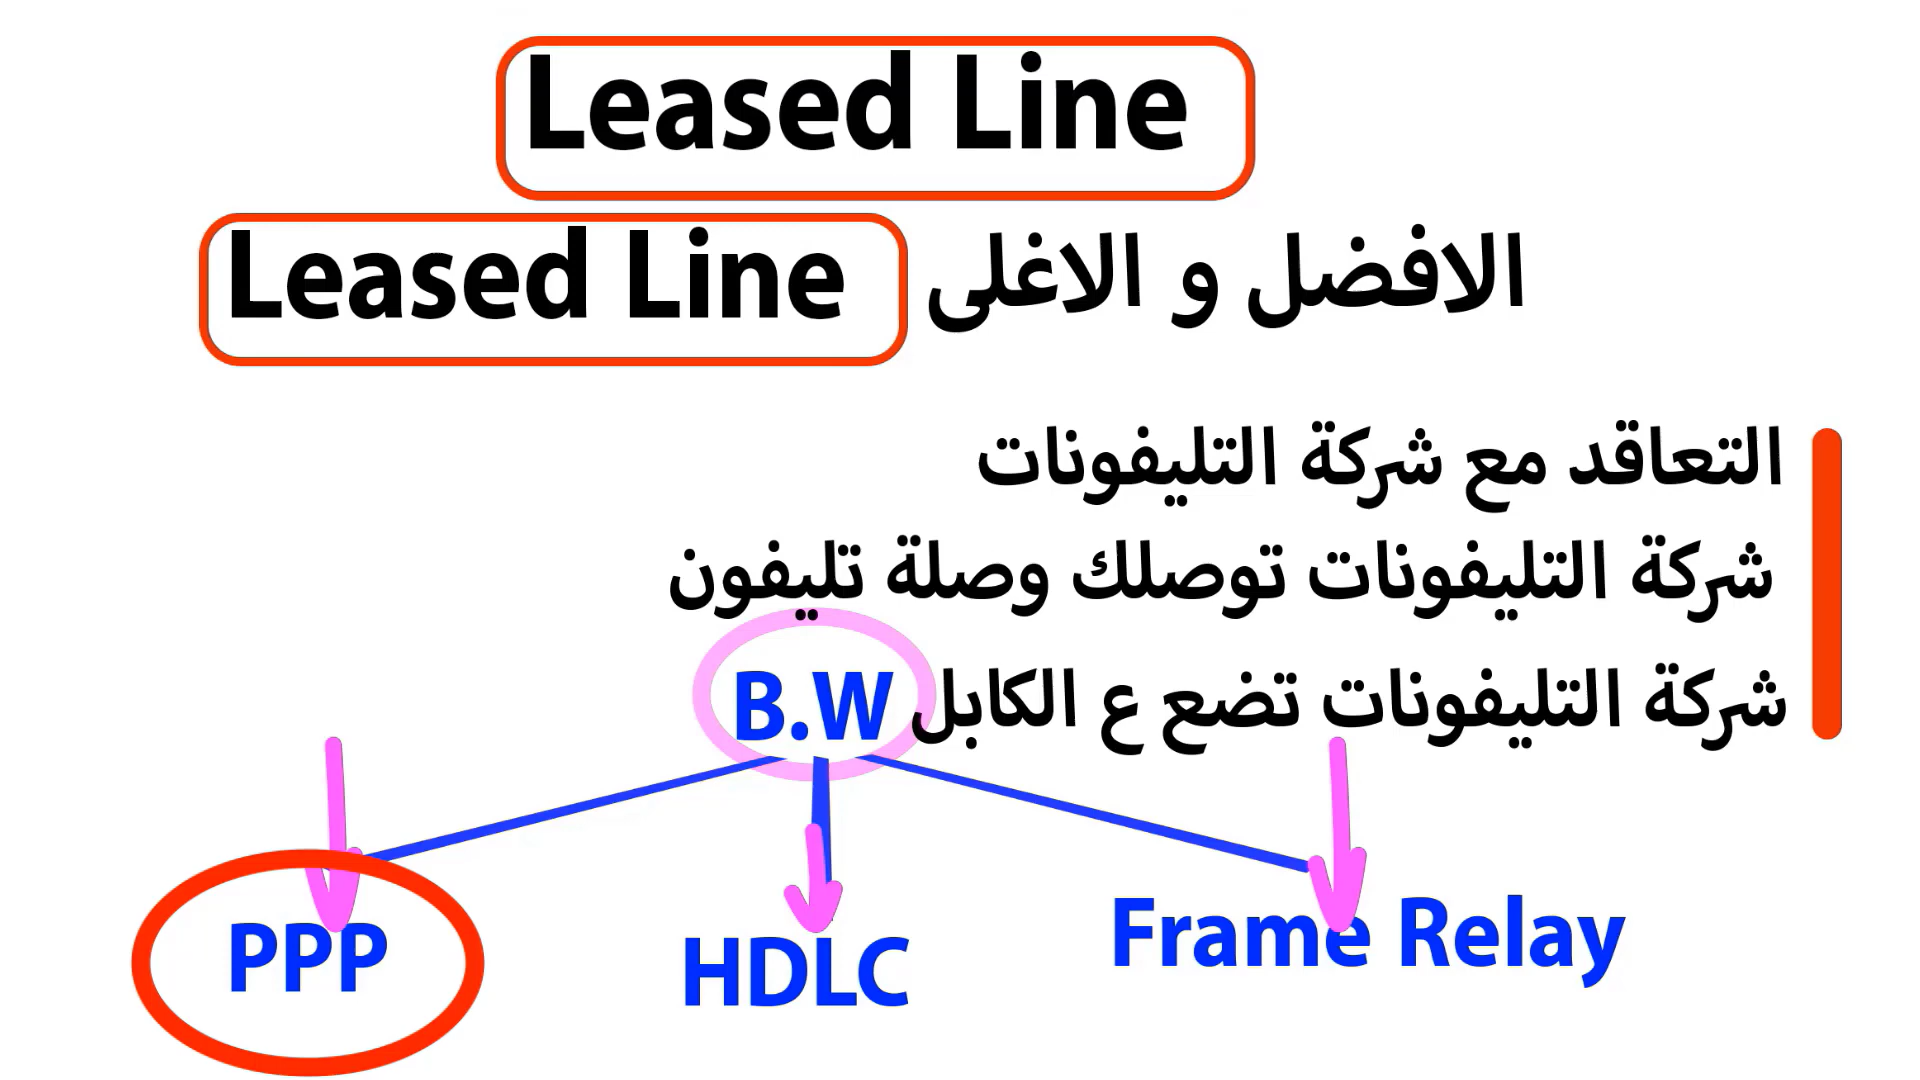 Leased Line
الافضل و الاغلى Leased Line
التعاقد مع شركة التليفونات
شركة التليفونات توصلك وصلة تليفون
شركة التليفونات تضع ع الكابل B.W
PPP
HDLC
Frame Relay